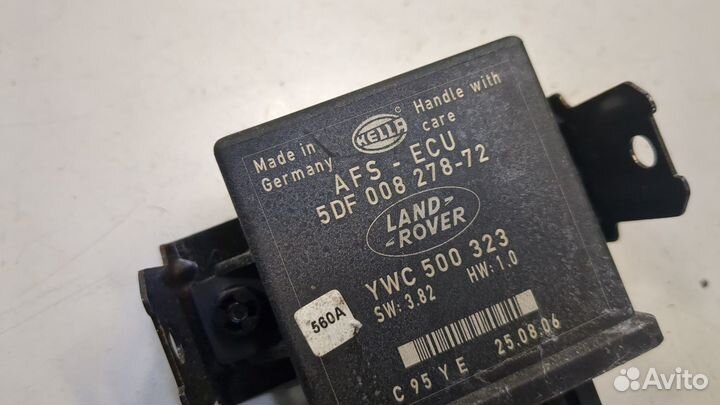 Made in
Germany
HELLA
©
Handle with
care
AFS - ECU
5DF 008 278-72
LAND-
-ROVER
YWC 500 323
SW: 3.82 HW: 1.0
560A
C 95 Y E 25.08.06
Avito